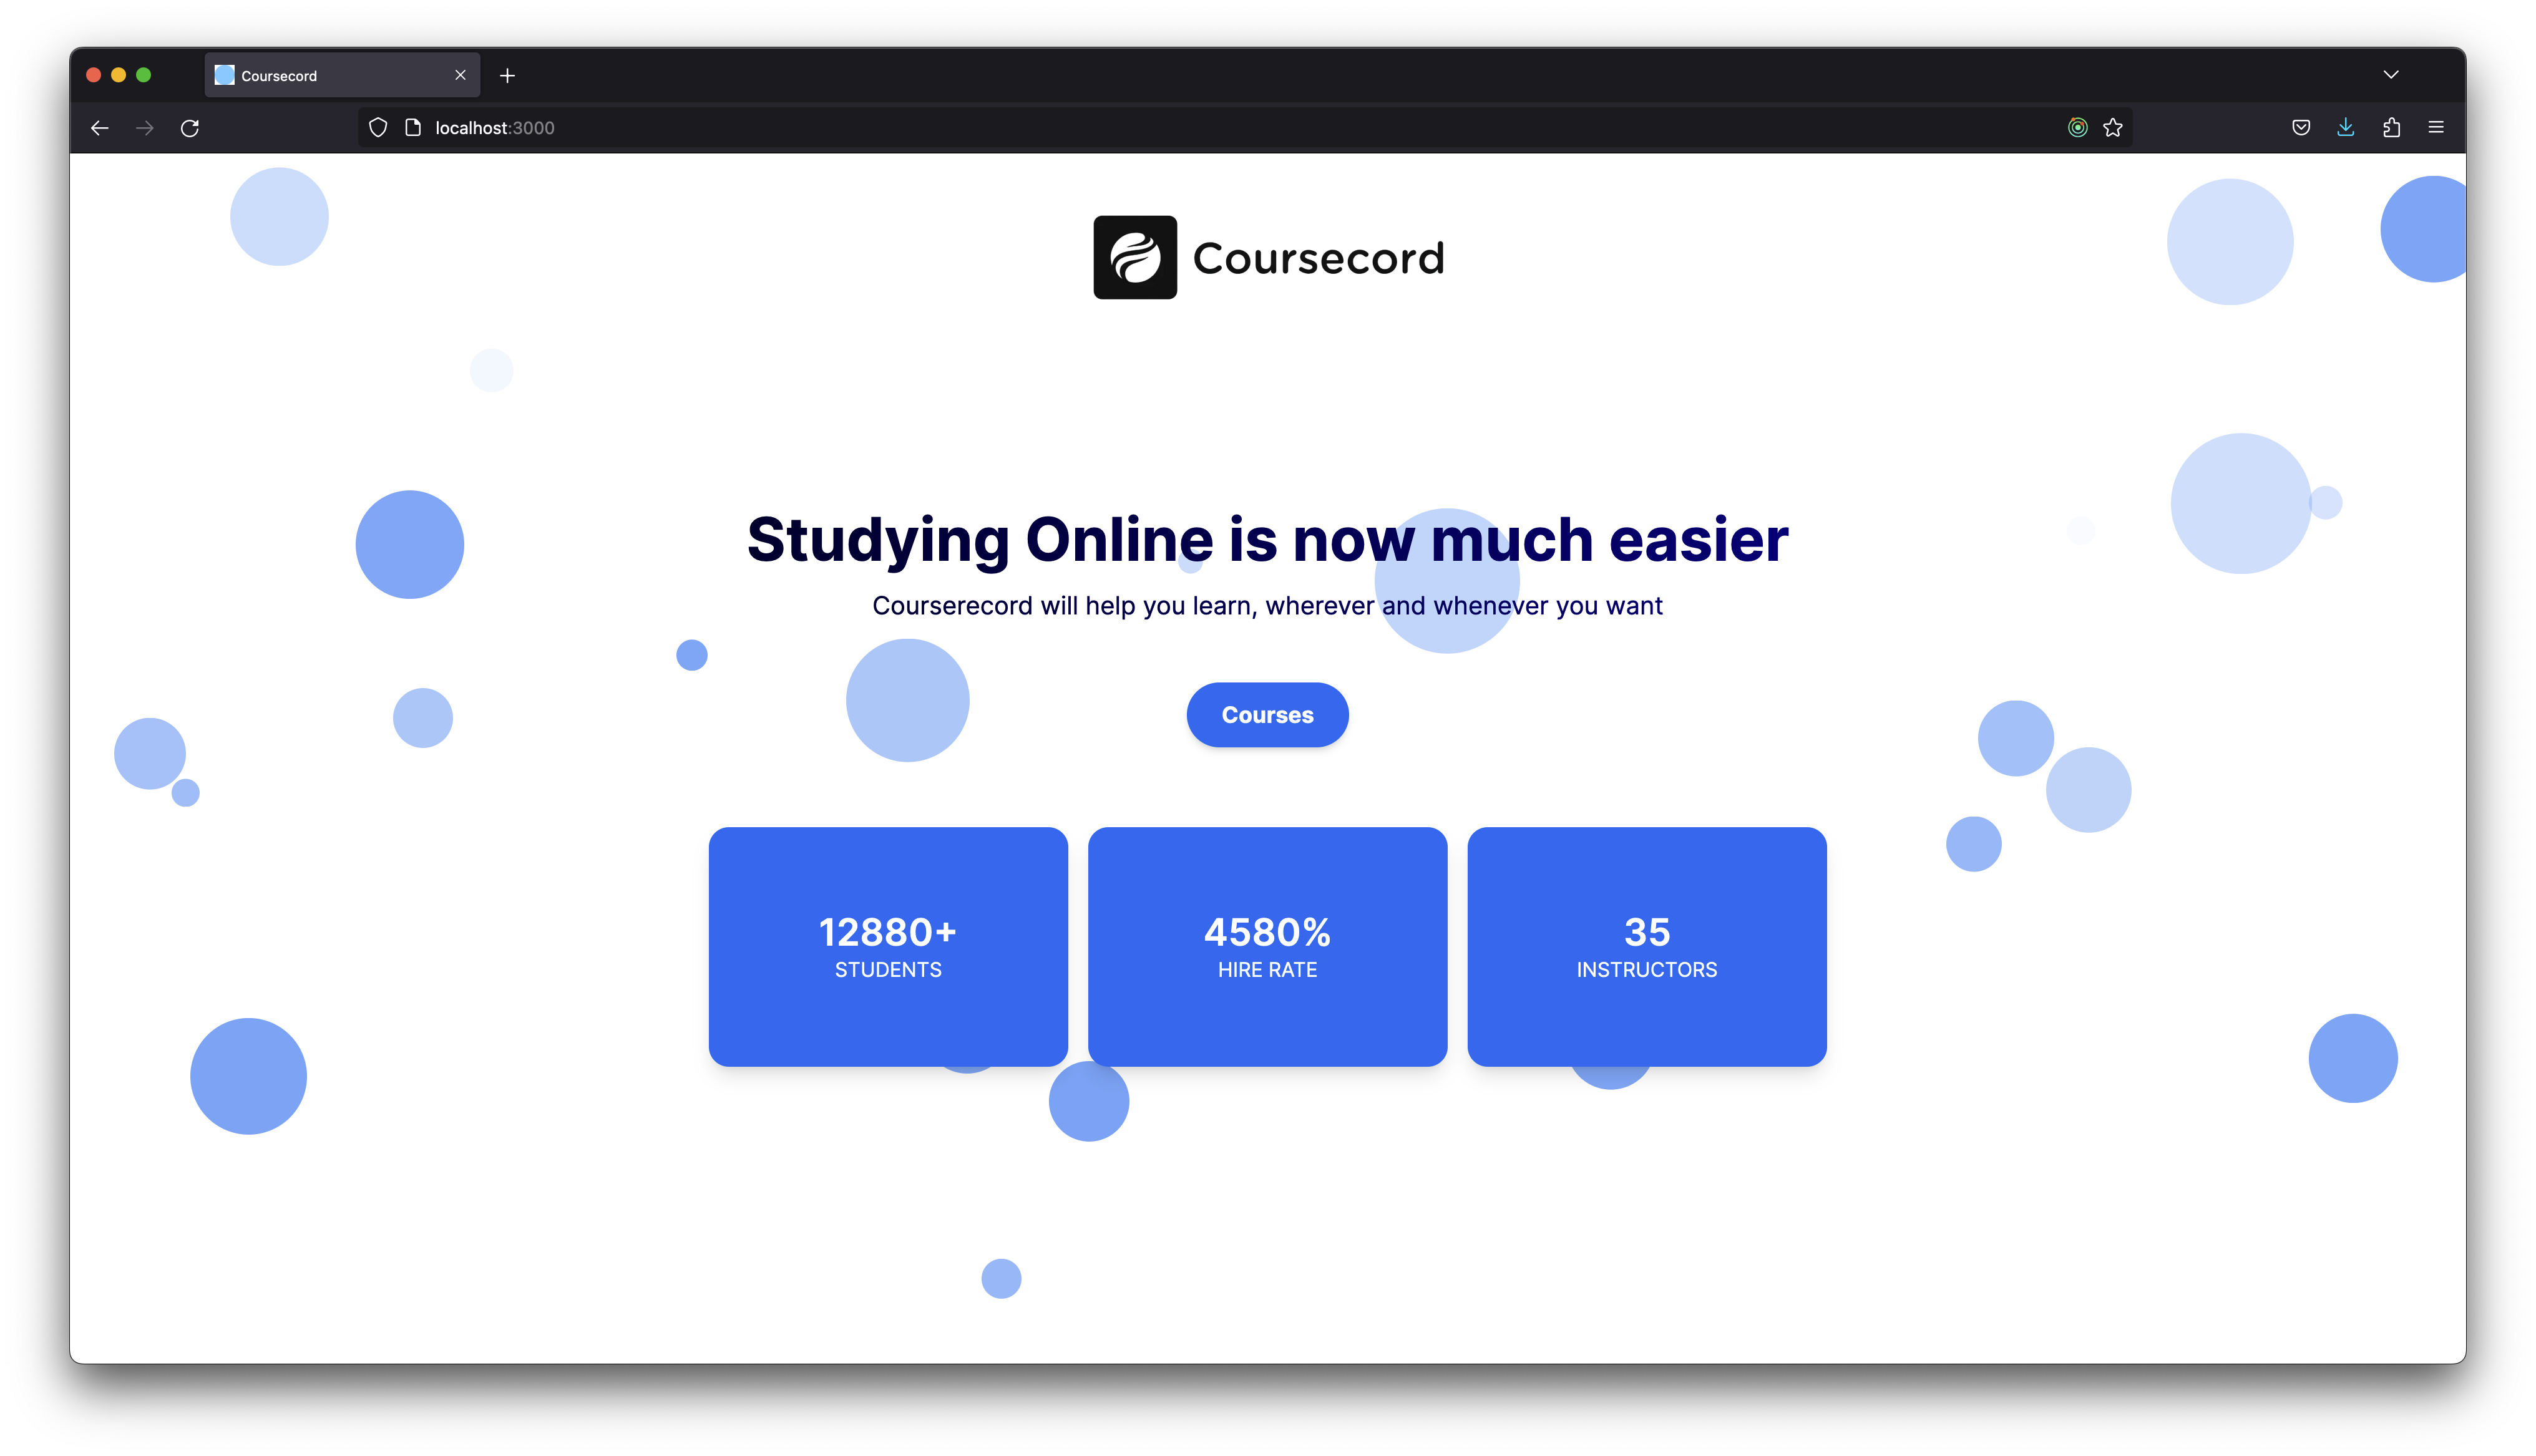 Coursecord
localhost:3000
Coursecord
Studying Online is now much easier
Courserecord will help you learn, wherever and whenever you want
Courses
12880+
STUDENTS
4580%
HIRE RATE
35
INSTRUCTORS